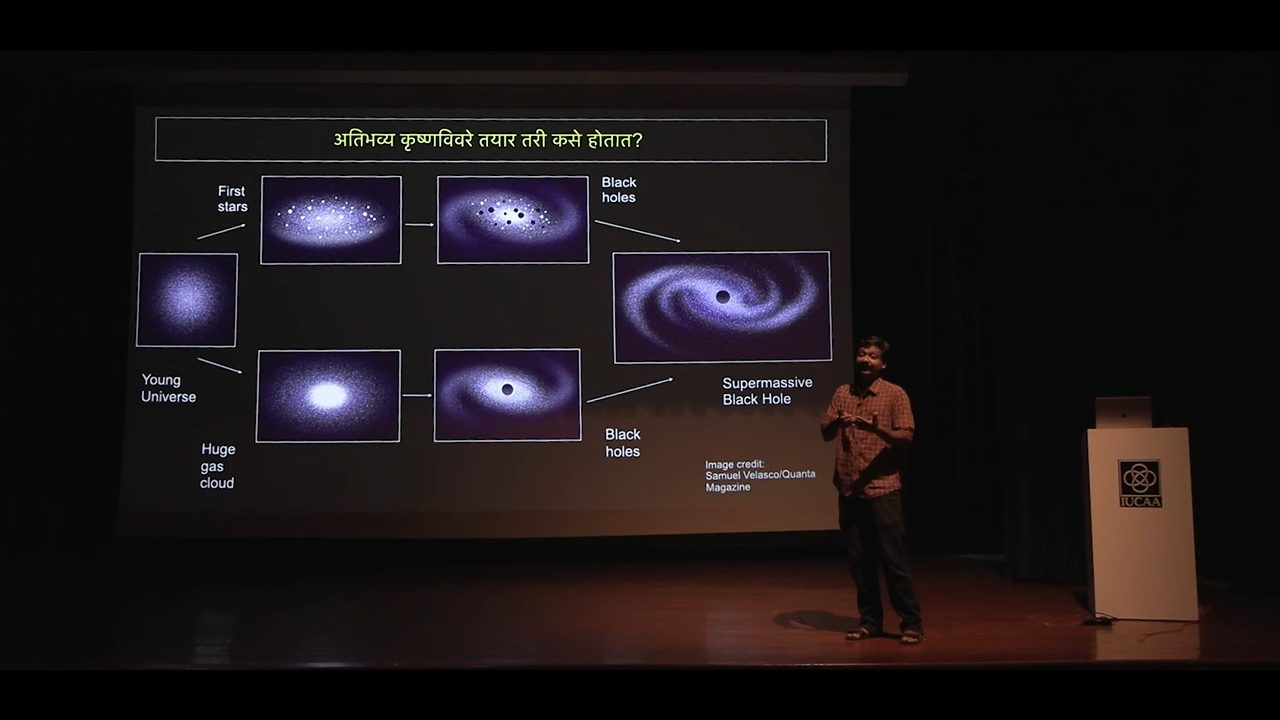 अतिभव्य कृष्णविवरे तयार तरी कसे होतात?
First
stars
Black
holes
Young
Universe
Supermassive
Black Hole
Huge
gas
cloud
Black
holes
Image credit:
Samuel Velasco/Quanta
Magazine
IUCAA